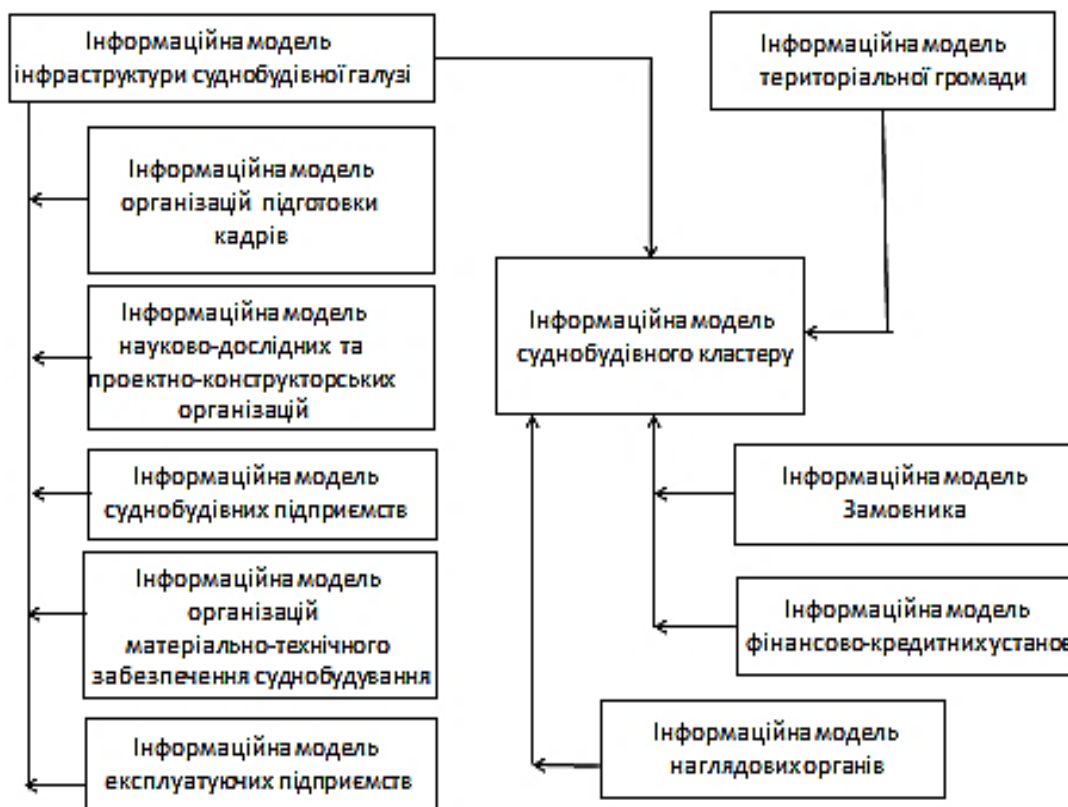 Інформаційна модель
інфраструктури суднобудівної галузі
Інформаційна модель
територіальної громади
Інформаційна модель
організацій підготовки
кадрів
Інформаційна модель
науково-дослідних та
проектно-конструкторських
організацій
Інформаційна модель
суднобудівного кластеру
Інформаційна модель
суднобудівних підприємств
Інформаційна модель
Замовника
Інформаційна модель
організацій
матеріально-технічного
забезпечення суднобудування
Інформаційна модель
фінансово-кредитних установ
Інформаційна модель
експлуатуючих підприємств
Інформаційна модель
наглядових органів